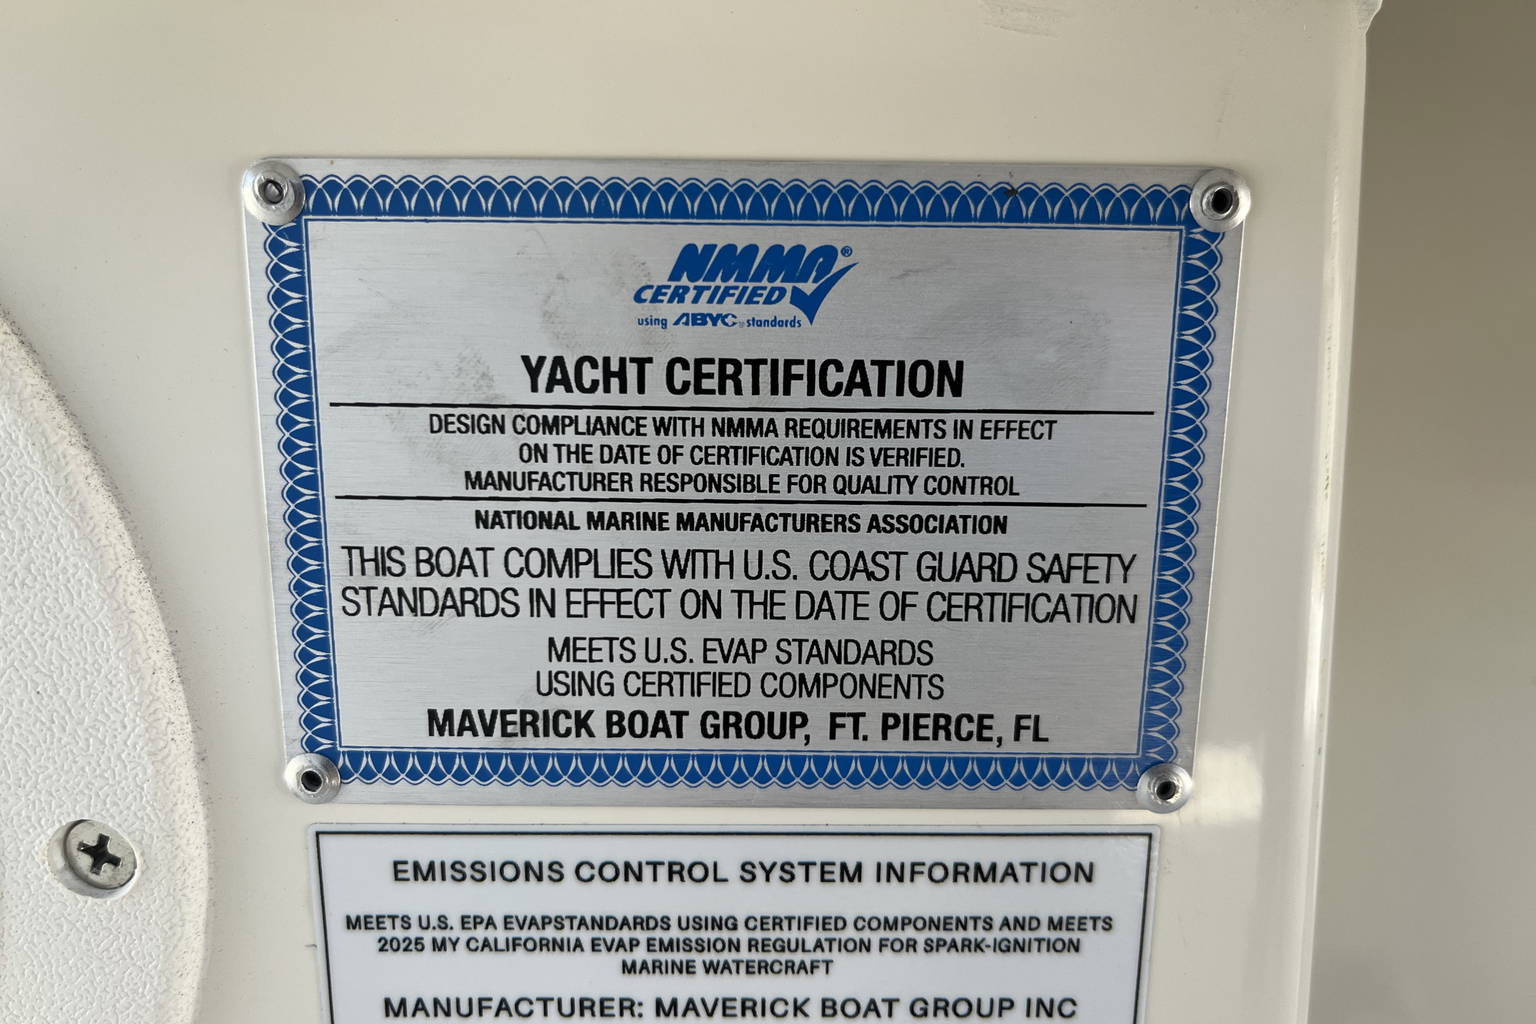 NMMA®
CERTIFIED
using ABYC® standards
YACHT CERTIFICATION
DESIGN COMPLIANCE WITH NMMA REQUIREMENTS IN EFFECT
ON THE DATE OF CERTIFICATION IS VERIFIED.
MANUFACTURER RESPONSIBLE FOR QUALITY CONTROL
NATIONAL MARINE MANUFACTURERS ASSOCIATION
THIS BOAT COMPLIES WITH U.S. COAST GUARD SAFETY
STANDARDS IN EFFECT ON THE DATE OF CERTIFICATION
MEETS U.S. EVAP STANDARDS
USING CERTIFIED COMPONENTS
MAVERICK BOAT GROUP, FT. PIERCE, FL
EMISSIONS CONTROL SYSTEM INFORMATION
MEETS U.S. EPA EVAPSTANDARDS USING CERTIFIED COMPONENTS AND MEETS
2025 MY CALIFORNIA EVAP EMISSION REGULATION FOR SPARK-IGNITION
MARINE WATERCRAFT
MANUFACTURER: MAVERICK BOAT GROUP INC